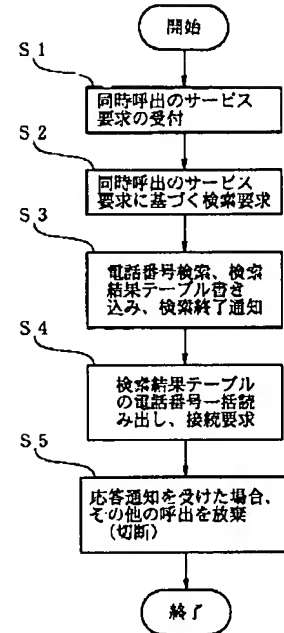 開始
S1
同時呼出のサービス
要求の受付
S2
同時呼出のサービス
要求に基づく検索要求
S3
電話番号検索、検索
結果テーブル書き
込み、検索終了通知
S4
検索結果テーブル
の電話番号一括読
み出し、接続要求
S5
応答通知を受けた場合、
その他の呼出を放棄
(切断)
終了